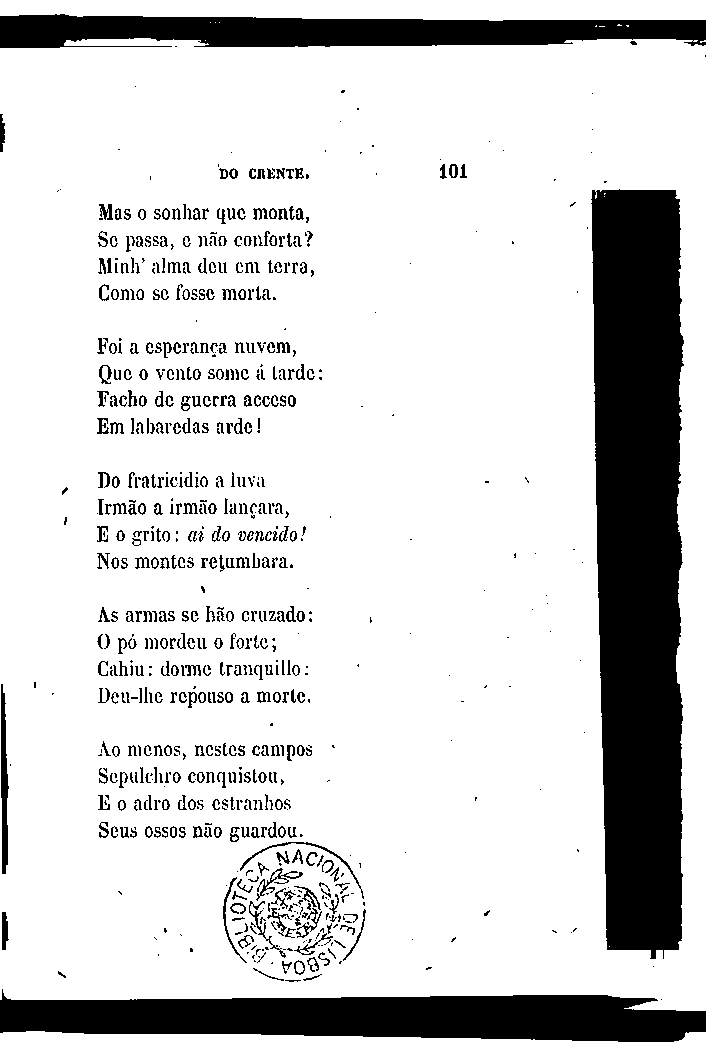 DO CRENTE. 101
Mas o sonhar que monta,
Se passa, e não conforta?
Minh' alma deu em terra,
Como se fosse morta.
Foi a esperança nuvem,
Que o vento some á tarde:
Facho de guerra acceso
Em labaredas arde!
Do fratricidio a luva
Irmão a irmão lançara,
E o grito: ai do vencido!
Nos montes retumbara.
As armas se hão cruzado:
O pó mordeu o forte;
Cahiu: dorme tranquillo:
Deu-lhe repouso a morte.
Ao menos, nestes campos
Sepulchro conquistou,
E o adro dos estranhos
Seus ossos não guardou.
BIBLIOTECA NACIONAL DE LISBOA